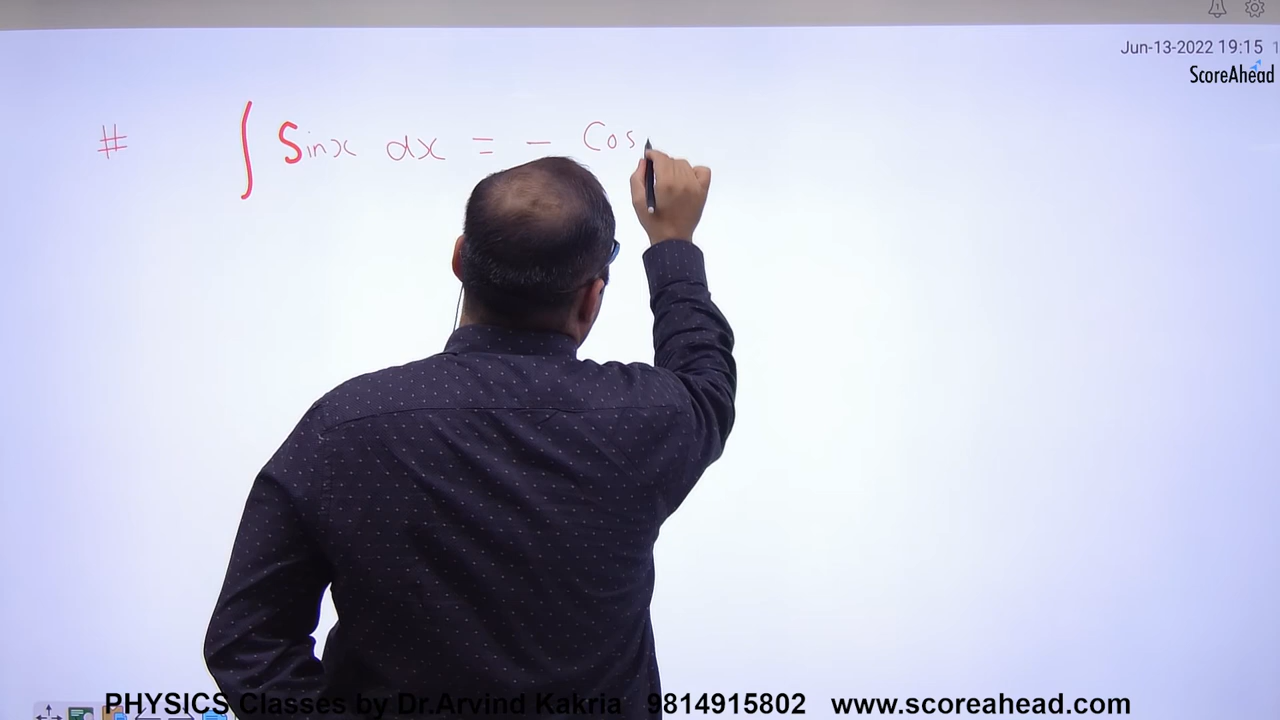 Jun-13-2022 19:15 1
ScoreAhead
# ∫ Sinx dx = - Cos
PHYSICS Classes by Dr.Arvind Kakria 9814915802 www.scoreahead.com